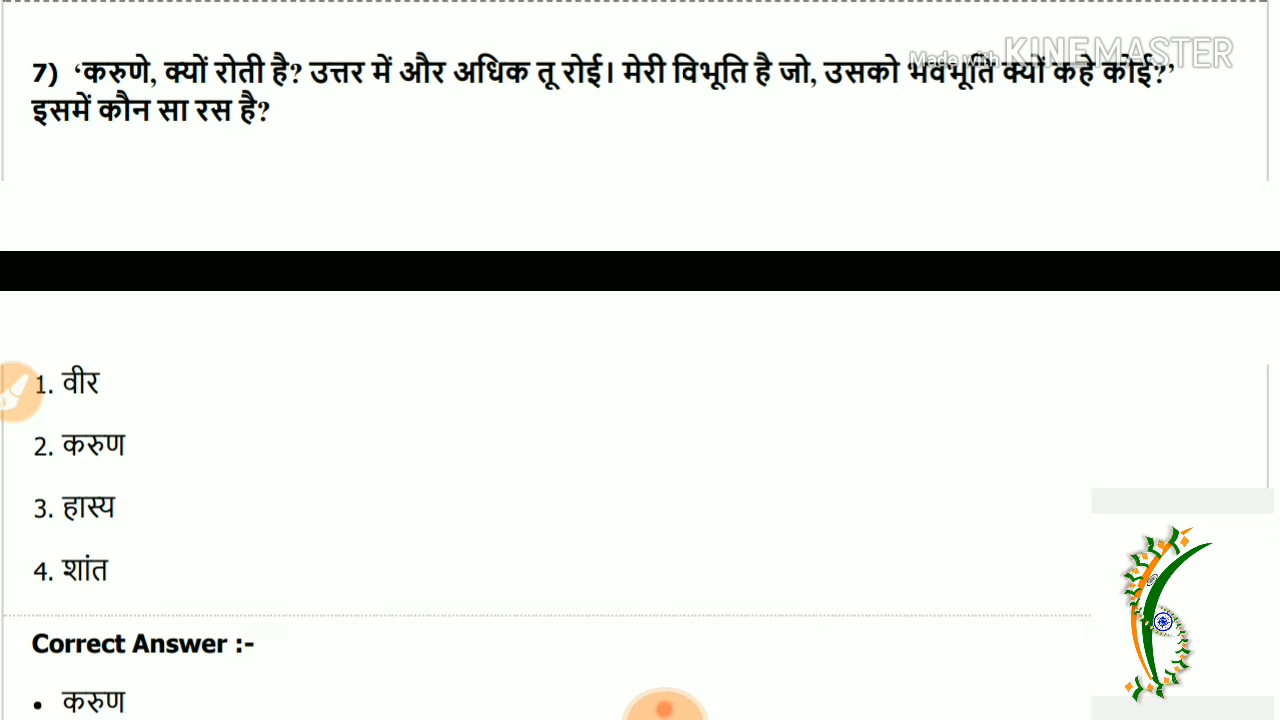 Made with KINEMASTER
7) ‘करुणे, क्यों रोती है? उत्तर में और अधिक तू रोई। मेरी विभूति है जो, उसको भवभूति क्यों कहे कोई?’
इसमें कौन सा रस है?
1. वीर
2. करुण
3. हास्य
4. शांत
Correct Answer :-
• करुण